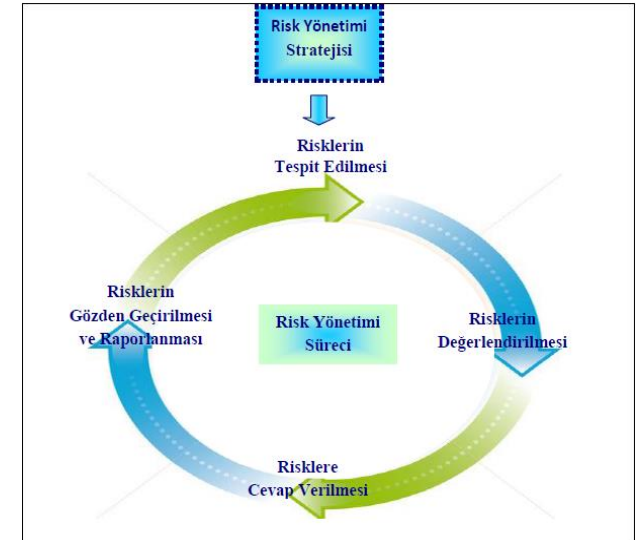 Risk Yönetimi
Stratejisi
Risklerin
Tespit Edilmesi
Risklerin
Değerlendirilmesi
Risklere
Cevap Verilmesi
Risklerin
Gözden Geçirilmesi
ve Raporlanması
Risk Yönetimi
Süreci